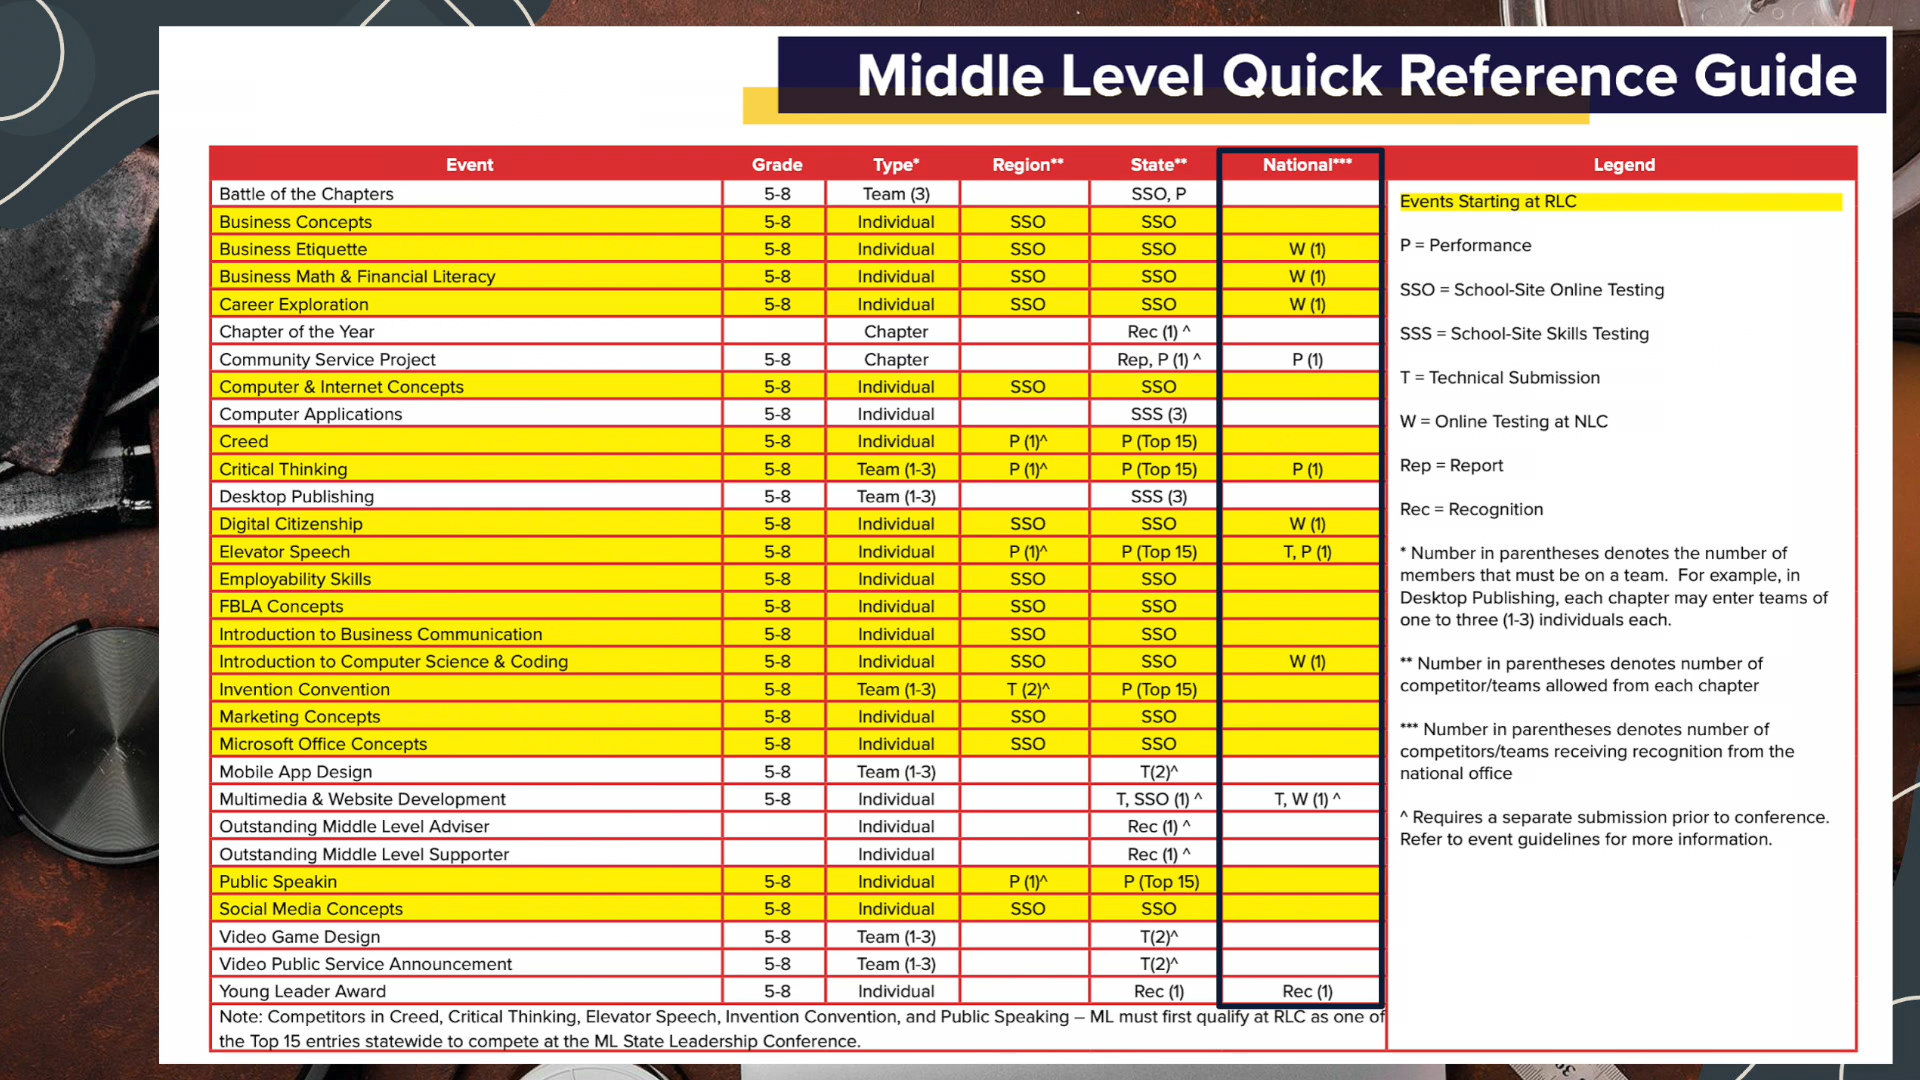 Middle Level Quick Reference Guide
Event Grade Type* Region** State** National*** Legend
Battle of the Chapters 5-8 Team (3) SSO, P
Business Concepts 5-8 Individual SSO SSO
Business Etiquette 5-8 Individual SSO SSO W (1)
Business Math & Financial Literacy 5-8 Individual SSO SSO W (1)
Career Exploration 5-8 Individual SSO SSO W (1)
Chapter of the Year Chapter Rec (1) ^
Community Service Project 5-8 Chapter Rep, P (1) ^ P (1)
Computer & Internet Concepts 5-8 Individual SSO SSO
Computer Applications 5-8 Individual SSS (3)
Creed 5-8 Individual P (1)^ P (Top 15)
Critical Thinking 5-8 Team (1-3) P (1)^ P (Top 15) P (1)
Desktop Publishing 5-8 Team (1-3) SSS (3)
Digital Citizenship 5-8 Individual SSO SSO W (1)
Elevator Speech 5-8 Individual P (1)^ P (Top 15) T, P (1)
Employability Skills 5-8 Individual SSO SSO
FBLA Concepts 5-8 Individual SSO SSO
Introduction to Business Communication 5-8 Individual SSO SSO
Introduction to Computer Science & Coding 5-8 Individual SSO SSO W (1)
Invention Convention 5-8 Team (1-3) T (2)^ P (Top 15)
Marketing Concepts 5-8 Individual SSO SSO
Microsoft Office Concepts 5-8 Individual SSO SSO
Mobile App Design 5-8 Team (1-3) T(2)^
Multimedia & Website Development 5-8 Individual T, SSO (1) ^ T, W (1) ^
Outstanding Middle Level Adviser Individual Rec (1) ^
Outstanding Middle Level Supporter Individual Rec (1) ^
Public Speakin 5-8 Individual P (1)^ P (Top 15)
Social Media Concepts 5-8 Individual SSO SSO
Video Game Design 5-8 Team (1-3) T(2)^
Video Public Service Announcement 5-8 Team (1-3) T(2)^
Young Leader Award 5-8 Individual Rec (1) Rec (1)
Note: Competitors in Creed, Critical Thinking, Elevator Speech, Invention Convention, and Public Speaking – ML must first qualify at RLC as one of
the Top 15 entries statewide to compete at the ML State Leadership Conference.
Events Starting at RLC
P = Performance
SSO = School-Site Online Testing
SSS = School-Site Skills Testing
T = Technical Submission
W = Online Testing at NLC
Rep = Report
Rec = Recognition
* Number in parentheses denotes the number of
members that must be on a team. For example, in
Desktop Publishing, each chapter may enter teams of
one to three (1-3) individuals each.
** Number in parentheses denotes number of
competitor/teams allowed from each chapter
*** Number in parentheses denotes number of
competitors/teams receiving recognition from the
national office
^ Requires a separate submission prior to conference.
Refer to event guidelines for more information.